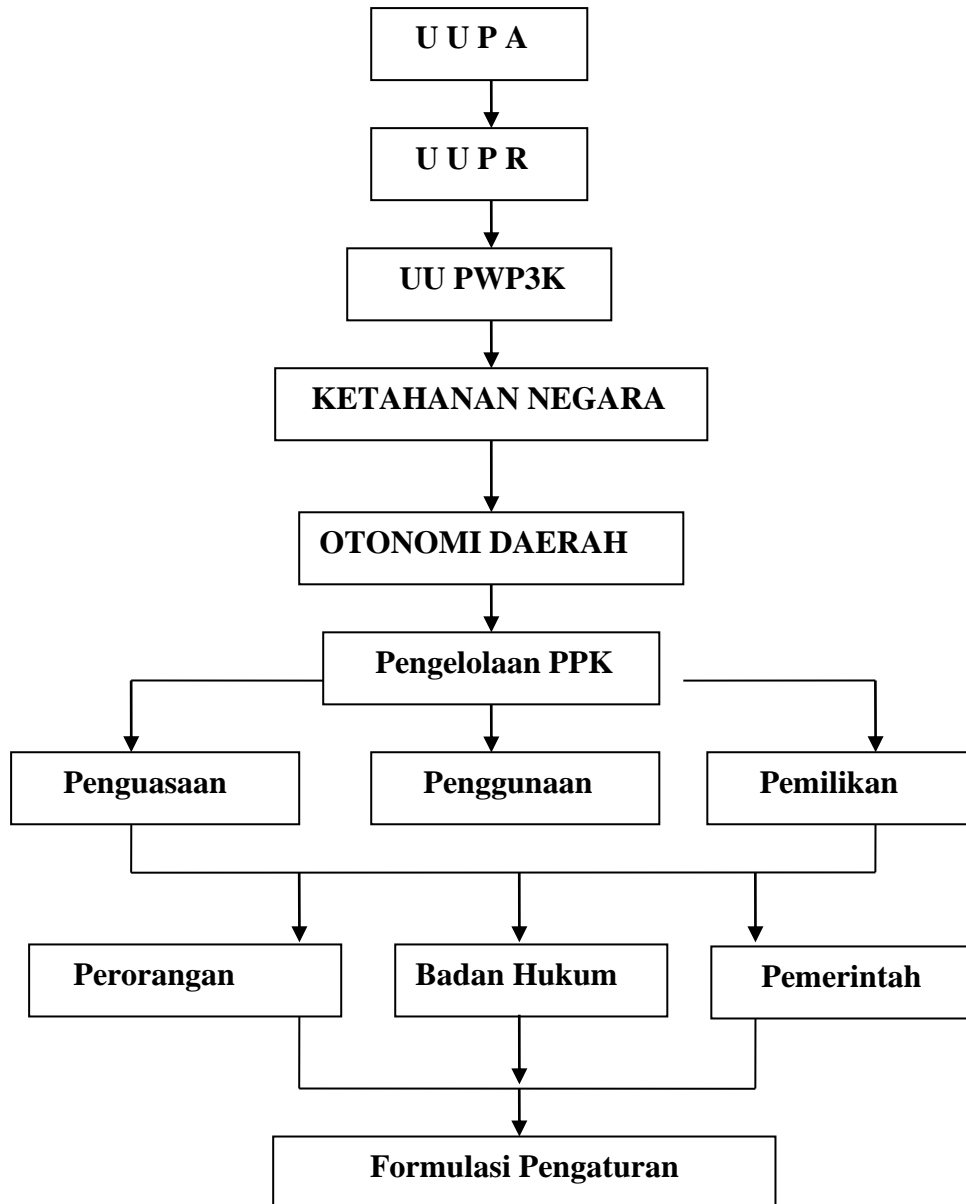 U U P A
U U P R
UU PWP3K
KETAHANAN NEGARA
OTONOMI DAERAH
Pengelolaan PPK
Penguasaan
Penggunaan
Pemilikan
Perorangan
Badan Hukum
Pemerintah
Formulasi Pengaturan